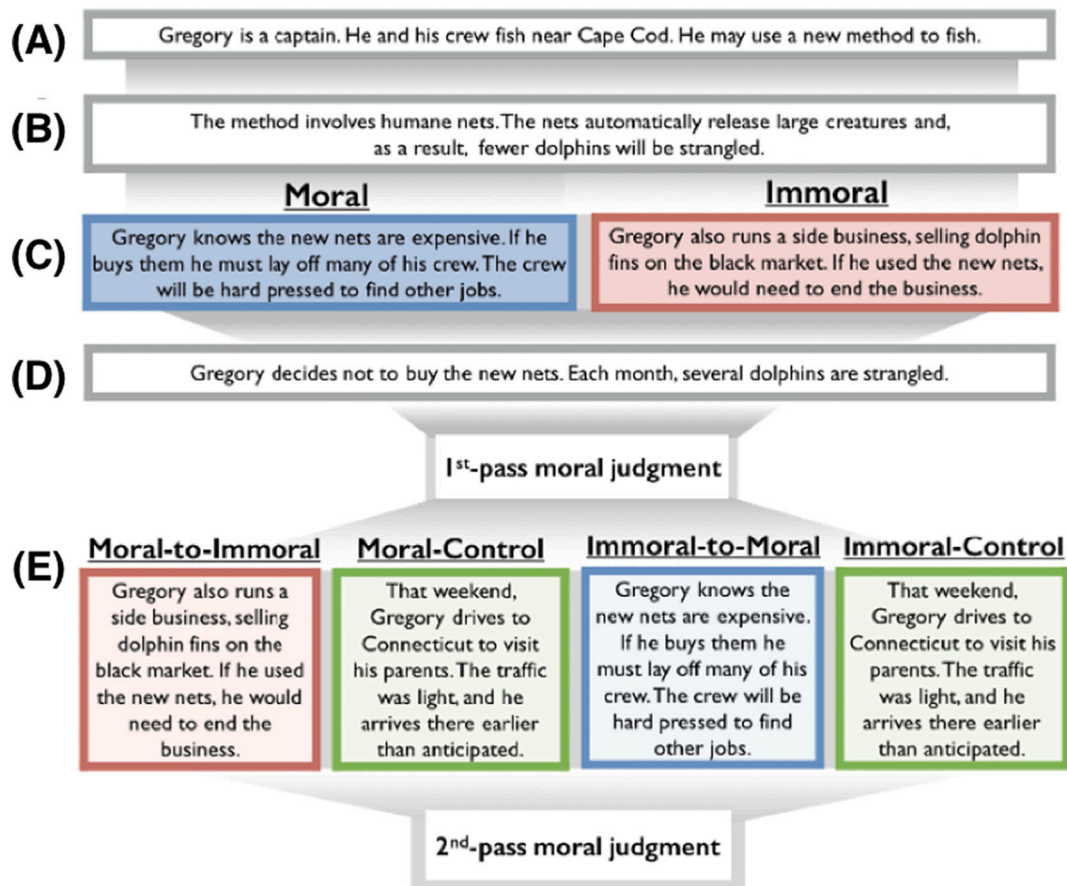 (A)
Gregory is a captain. He and his crew fish near Cape Cod. He may use a new method to fish.
(B)
The method involves humane nets. The nets automatically release large creatures and,
as a result, fewer dolphins will be strangled.
Moral
Immoral
(C)
Gregory knows the new nets are expensive. If he
buys them he must lay off many of his crew. The crew
will be hard pressed to find other jobs.
Gregory also runs a side business, selling dolphin
fins on the black market. If he used the new nets,
he would need to end the business.
(D)
Gregory decides not to buy the new nets. Each month, several dolphins are strangled.
1st-pass moral judgment
(E)
Moral-to-Immoral
Gregory also runs a
side business, selling
dolphin fins on the
black market. If he used
the new nets, he would
need to end the
business.
Moral-Control
That weekend,
Gregory drives to
Connecticut to visit
his parents. The traffic
was light, and he
arrives there earlier
than anticipated.
Immoral-to-Moral
Gregory knows the
new nets are expensive.
If he buys them he
must lay off many of his
crew. The crew will be
hard pressed to find
other jobs.
Immoral-Control
That weekend,
Gregory drives to
Connecticut to visit his
parents. The traffic
was light, and he
arrives there earlier
than anticipated.
2nd-pass moral judgment